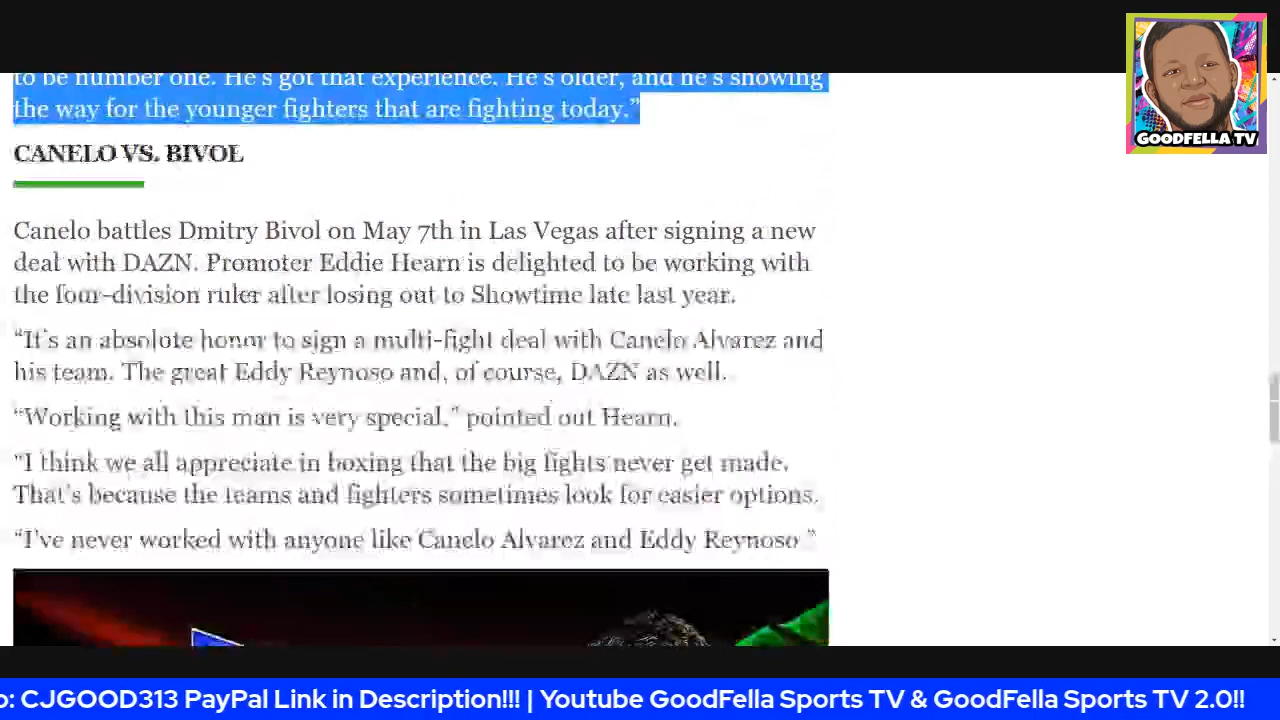 to be number one. He's got that experience. He's older, and he's showing
the way for the younger fighters that are fighting today.”
GOODFELLA TV
CANELO VS. BIVOL
Canelo battles Dmitry Bivol on May 7th in Las Vegas after signing a new
deal with DAZN. Promoter Eddie Hearn is delighted to be working with
the four-division ruler after losing out to Showtime late last year.
“It's an absolute honor to sign a multi-fight deal with Canelo Alvarez and
his team. The great Eddy Reynoso and, of course, DAZN as well.
“Working with this man is very special,” pointed out Hearn.
“I think we all appreciate in boxing that the big fights never get made.
That's because the teams and fighters sometimes look for easier options.
“I've never worked with anyone like Canelo Alvarez and Eddy Reynoso ”
o: CJGOOD313 PayPal Link in Description!!! | Youtube GoodFella Sports TV & GoodFella Sports TV 2.0!!